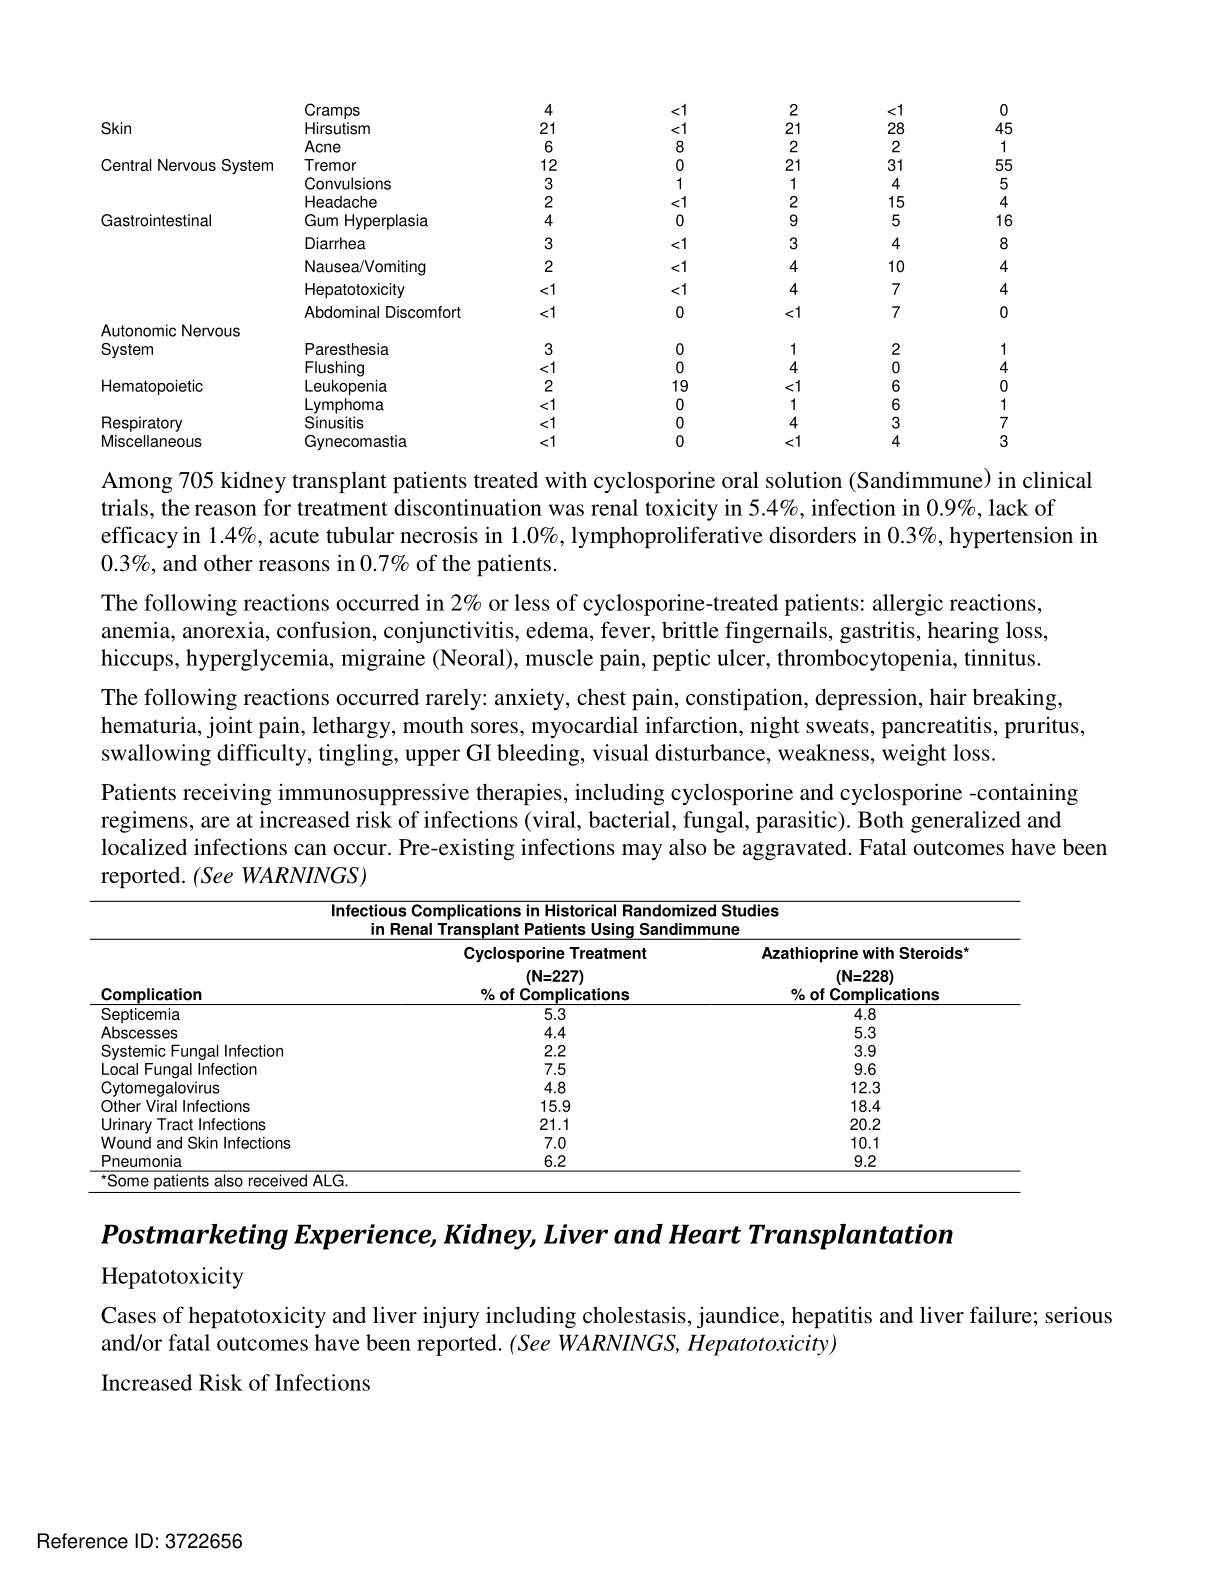 Cramps 4 <1 2 <1 0
Skin Hirsutism 21 <1 21 28 45
Acne 6 8 2 2 1
Central Nervous System Tremor 12 0 21 31 55
Convulsions 3 1 1 4 5
Headache 2 <1 2 15 4
Gastrointestinal Gum Hyperplasia 4 0 9 5 16
Diarrhea 3 <1 3 4 8
Nausea/Vomiting 2 <1 4 10 4
Hepatotoxicity <1 <1 4 7 4
Abdominal Discomfort <1 0 <1 7 0
Autonomic Nervous
System Paresthesia 3 0 1 2 1
Flushing <1 0 4 0 4
Hematopoietic Leukopenia 2 19 <1 6 0
Lymphoma <1 0 1 6 1
Respiratory Sinusitis <1 0 4 3 7
Miscellaneous Gynecomastia <1 0 <1 4 3
Among 705 kidney transplant patients treated with cyclosporine oral solution (Sandimmune) in clinical
trials, the reason for treatment discontinuation was renal toxicity in 5.4%, infection in 0.9%, lack of
efficacy in 1.4%, acute tubular necrosis in 1.0%, lymphoproliferative disorders in 0.3%, hypertension in
0.3%, and other reasons in 0.7% of the patients.
The following reactions occurred in 2% or less of cyclosporine-treated patients: allergic reactions,
anemia, anorexia, confusion, conjunctivitis, edema, fever, brittle fingernails, gastritis, hearing loss,
hiccups, hyperglycemia, migraine (Neoral), muscle pain, peptic ulcer, thrombocytopenia, tinnitus.
The following reactions occurred rarely: anxiety, chest pain, constipation, depression, hair breaking,
hematuria, joint pain, lethargy, mouth sores, myocardial infarction, night sweats, pancreatitis, pruritus,
swallowing difficulty, tingling, upper GI bleeding, visual disturbance, weakness, weight loss.
Patients receiving immunosuppressive therapies, including cyclosporine and cyclosporine -containing
regimens, are at increased risk of infections (viral, bacterial, fungal, parasitic). Both generalized and
localized infections can occur. Pre-existing infections may also be aggravated. Fatal outcomes have been
reported. (See WARNINGS)
Infectious Complications in Historical Randomized Studies
in Renal Transplant Patients Using Sandimmune
Cyclosporine Treatment Azathioprine with Steroids*
(N=227) (N=228)
Complication % of Complications % of Complications
Septicemia 5.3 4.8
Abscesses 4.4 5.3
Systemic Fungal Infection 2.2 3.9
Local Fungal Infection 7.5 9.6
Cytomegalovirus 4.8 12.3
Other Viral Infections 15.9 18.4
Urinary Tract Infections 21.1 20.2
Wound and Skin Infections 7.0 10.1
Pneumonia 6.2 9.2
*Some patients also received ALG.
Postmarketing Experience, Kidney, Liver and Heart Transplantation
Hepatotoxicity
Cases of hepatotoxicity and liver injury including cholestasis, jaundice, hepatitis and liver failure; serious
and/or fatal outcomes have been reported. (See WARNINGS, Hepatotoxicity)
Increased Risk of Infections
Reference ID: 3722656